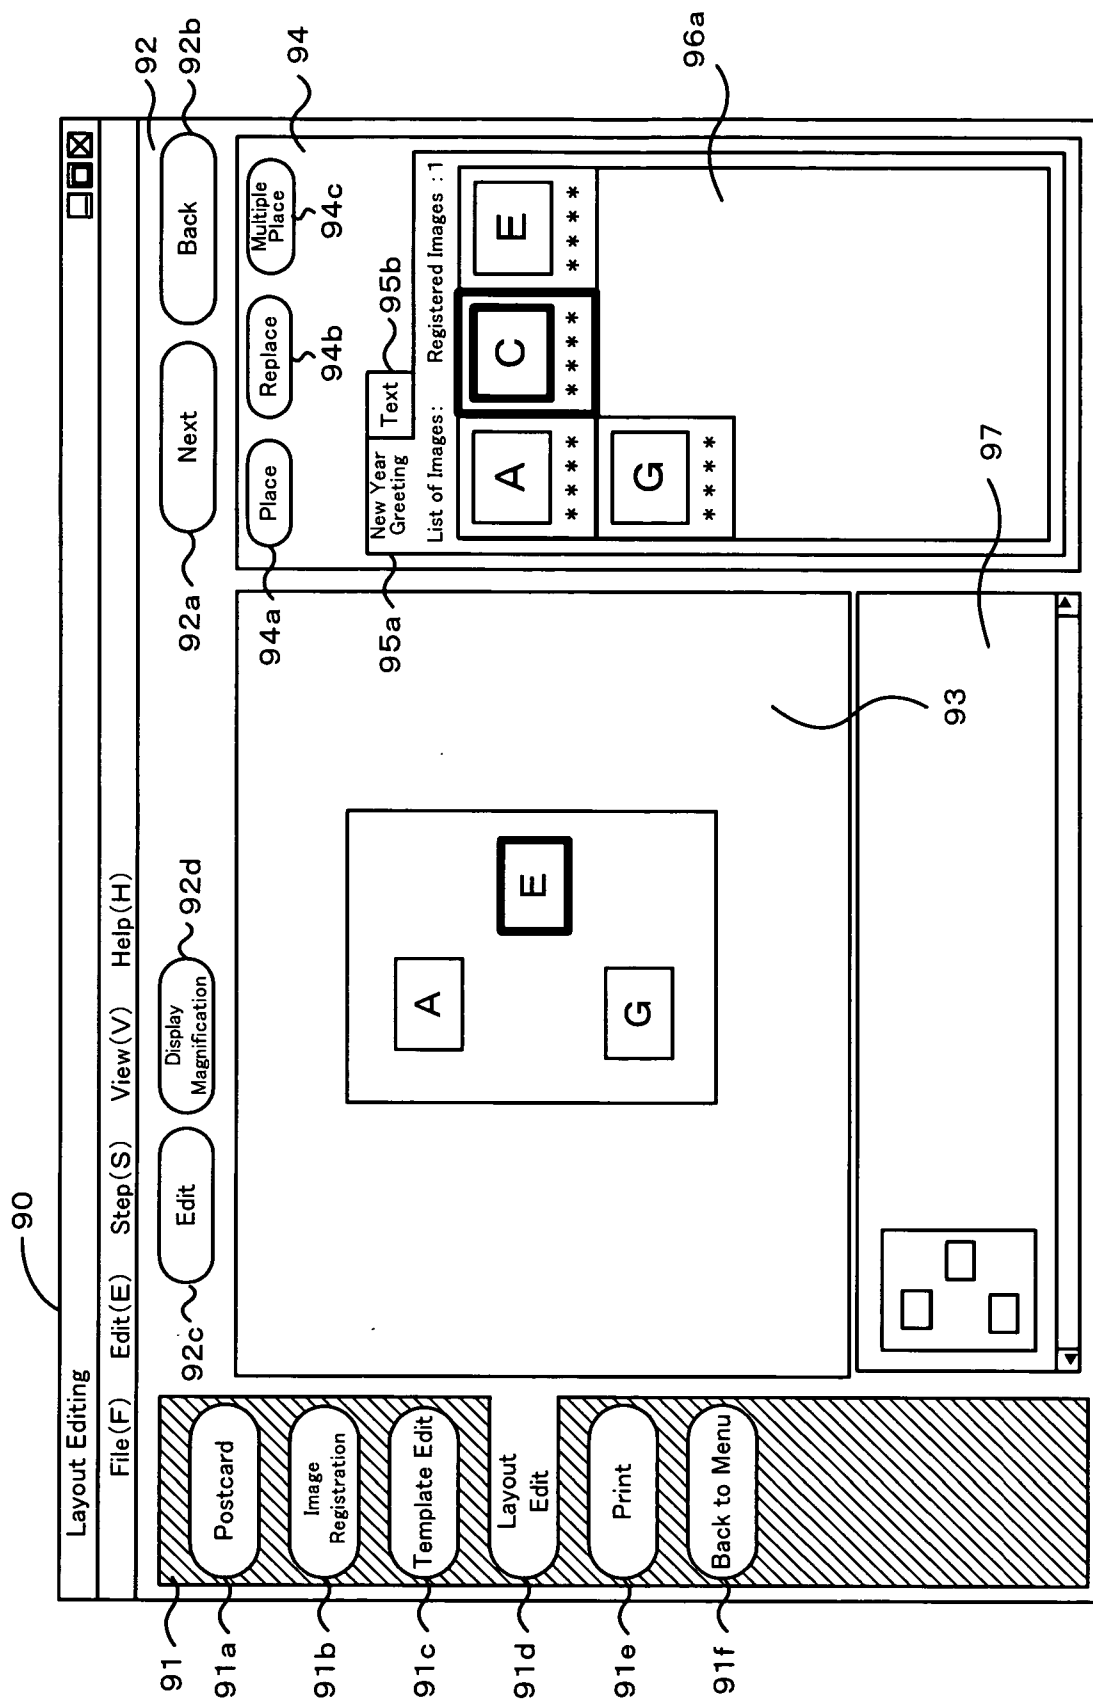 90
Layout Editing
File(F) Edit(E) Step(S) View(V) Help(H)
91
92
91a
Postcard
91b
Image
Registration
91c
Template Edit
91d
Layout
Edit
91e
Print
91f
Back to Menu
Edit
92c
Display
Magnification
92d
Next
92a
Back
92b
94
Place
94a
Replace
94b
Multiple
Place
94c
New Year
Greeting
95a
Text
95b
List of Images: Registered Images : 1
A
****
C
****
E
****
G
****
96a
A
E
G
93
97